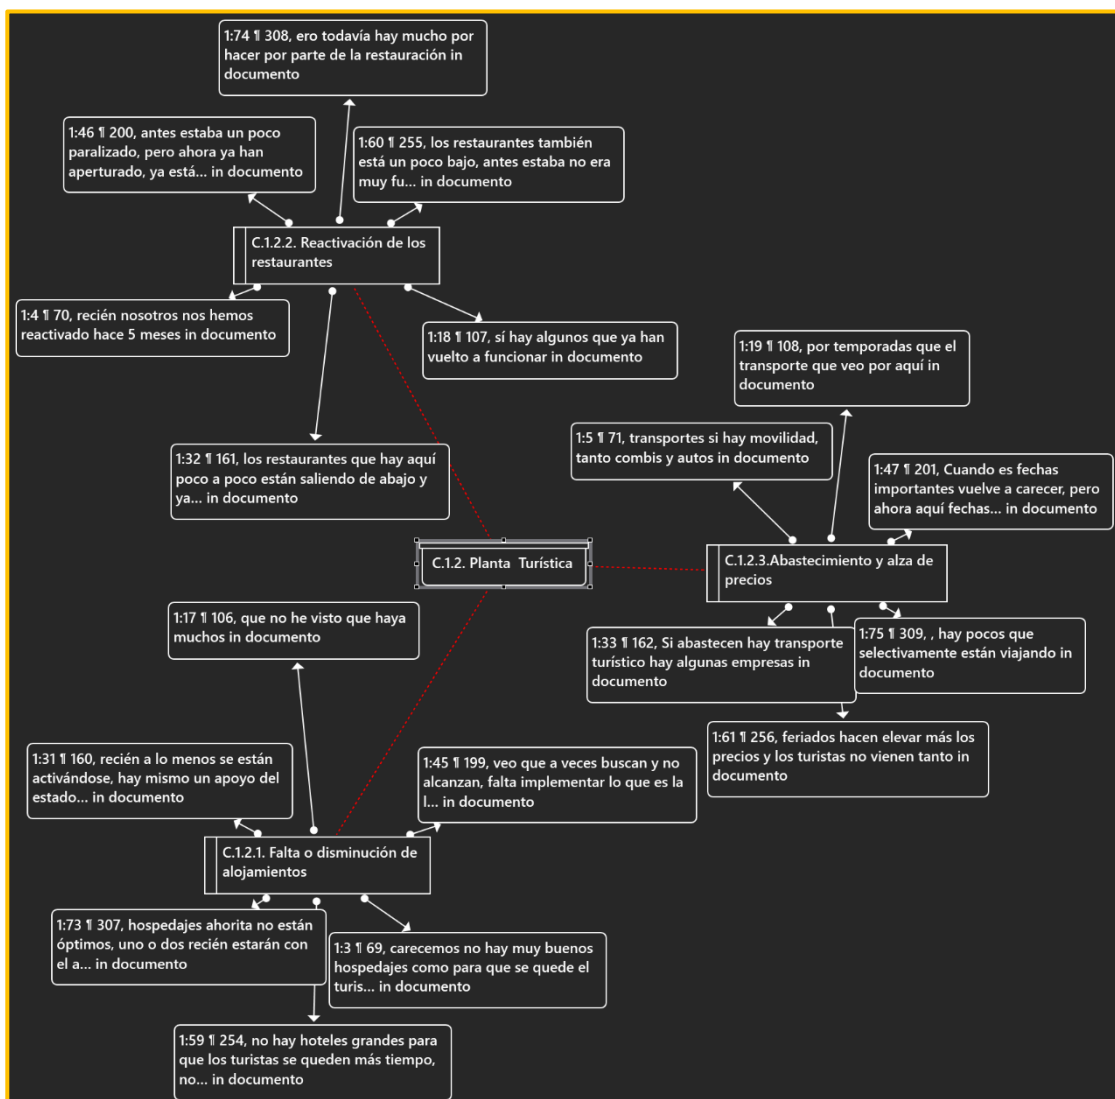 1:74 ¶ 308, ero todavía hay mucho por
hacer por parte de la restauración in
documento
1:46 ¶ 200, antes estaba un poco
paralizado, pero ahora ya han
aperturado, ya está... in documento
1:60 ¶ 255, los restaurantes también
está un poco bajo, antes estaba no era
muy fu... in documento
C.1.2.2. Reactivación de los
restaurantes
1:4 ¶ 70, recién nosotros nos hemos
reactivado hace 5 meses in documento
1:18 ¶ 107, sí hay algunos que ya han
vuelto a funcionar in documento
1:32 ¶ 161, los restaurantes que hay aquí
poco a poco están saliendo de abajo y
ya... in documento
1:19 ¶ 108, por temporadas que el
transporte que veo por aquí in
documento
1:5 ¶ 71, transportes si hay movilidad,
tanto combis y autos in documento
1:47 ¶ 201, Cuando es fechas
importantes vuelve a carecer, pero
ahora aquí fechas... in documento
C.1.2. Planta Turística
C.1.2.3.Abastecimiento y alza de
precios
1:33 ¶ 162, Si abastecen hay transporte
turístico hay algunas empresas in
documento
1:75 ¶ 309, , hay pocos que
selectivamente están viajando in
documento
1:61 ¶ 256, feriados hacen elevar más los
precios y los turistas no vienen tanto in
documento
1:17 ¶ 106, que no he visto que haya
muchos in documento
1:31 ¶ 160, recién a lo menos se están
activándose, hay mismo un apoyo del
estado... in documento
1:45 ¶ 199, veo que a veces buscan y no
alcanzan, falta implementar lo que es la
l... in documento
C.1.2.1. Falta o disminución de
alojamientos
1:73 ¶ 307, hospedajes ahorita no están
óptimos, uno o dos recién estarán con
el a... in documento
1:3 ¶ 69, carecemos no hay muy buenos
hospedajes como para que se quede el
turis... in documento
1:59 ¶ 254, no hay hoteles grandes para
que los turistas se queden más tiempo,
no... in documento